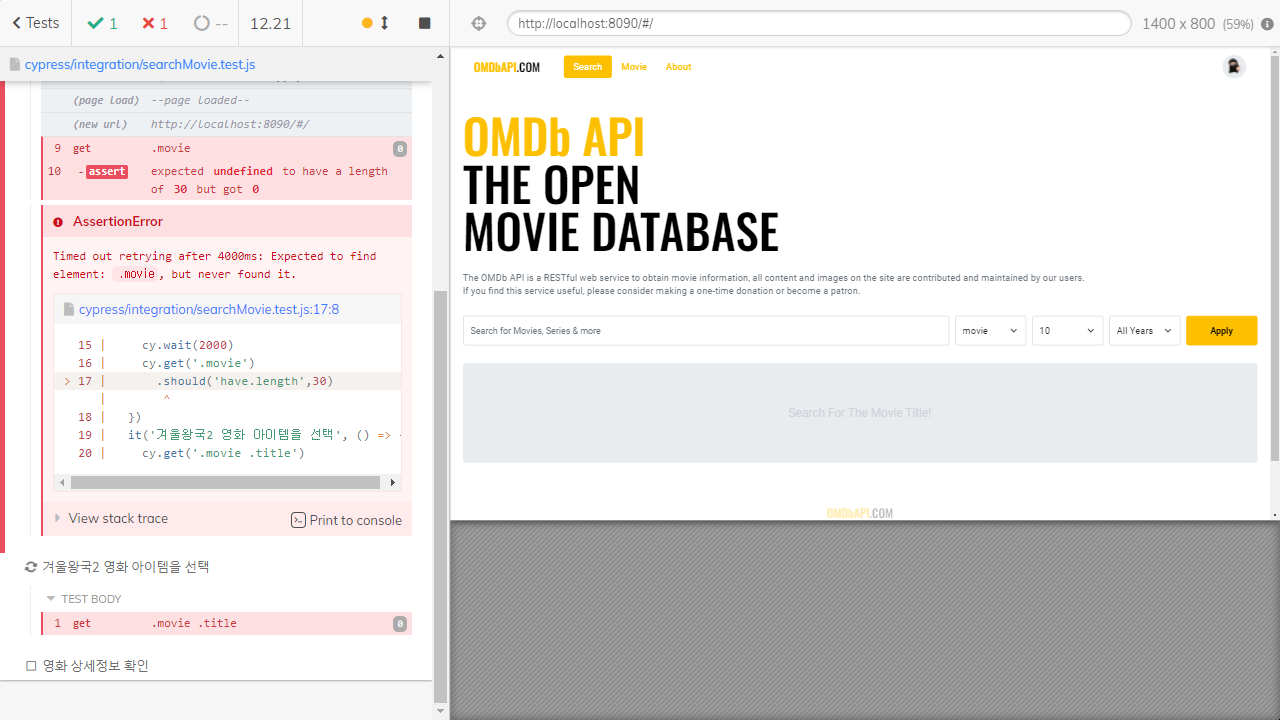 Tests
1
1
--
12.21
http://localhost:8090/#/
1400 x 800 (59%)
cypress/integration/searchMovie.test.js
(page load) --page loaded--
(new url) http://localhost:8090/#/
9 get .movie 0
10 -assert expected undefined to have a length
of 30 but got 0
AssertionError
Timed out retrying after 4000ms: Expected to find
element: .movie, but never found it.
cypress/integration/searchMovie.test.js:17:8
15 | cy.wait(2000)
16 | cy.get('.movie')
> 17 | .should('have.length',30)
| ^
18 | })
19 | it('겨울왕국2 영화 아이템을 선택', () =>
20 | cy.get('.movie .title')
View stack trace
Print to console
겨울왕국2 영화 아이템을 선택
TEST BODY
1 get .movie .title 0
영화 상세정보 확인
OMDbAPI.COM
Search
Movie
About
OMDb API
THE OPEN
MOVIE DATABASE
The OMDb API is a RESTful web service to obtain movie information, all content and images on the site are contributed and maintained by our users.
If you find this service useful, please consider making a one-time donation or become a patron.
Search for Movies, Series & more
movie
10
All Years
Apply
Search For The Movie Title!
OMDbAPI.COM